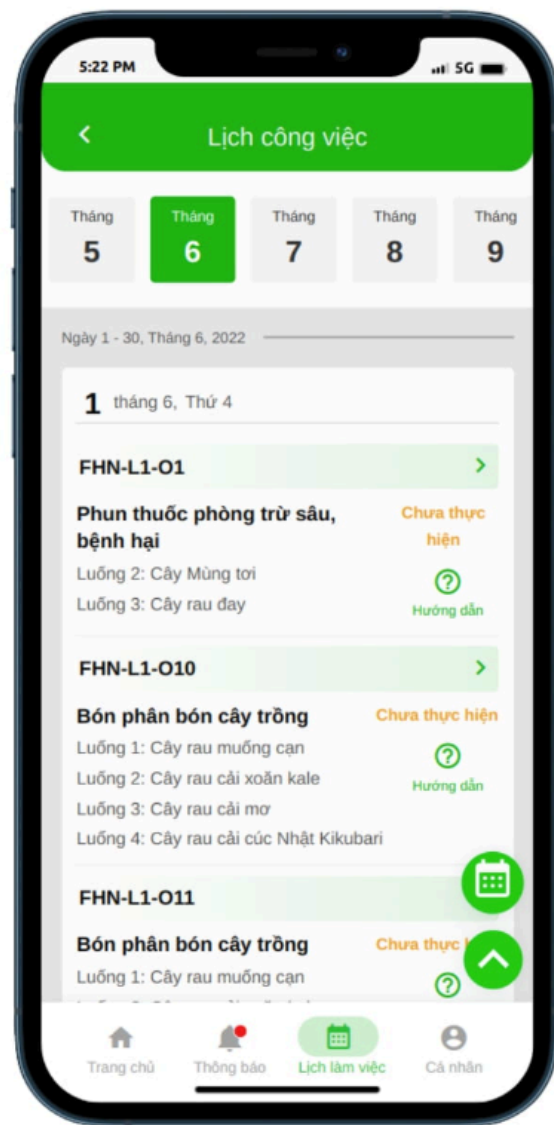 5:22 PM
5G
Lịch công việc
Tháng Tháng Tháng Tháng Tháng
5 6 7 8 9
Ngày 1 - 30, Tháng 6, 2022
1 tháng 6, Thứ 4
FHN-L1-O1
Phun thuốc phòng trừ sâu,
bệnh hại
Chưa thực
hiện
Luống 2: Cây Mùng tơi
Luống 3: Cây rau đay
Hướng dẫn
FHN-L1-O10
Bón phân bón cây trồng Chưa thực hiện
Luống 1: Cây rau muống cạn
Luống 2: Cây rau cải xoăn kale
Hướng dẫn
Luống 3: Cây rau cải mơ
Luống 4: Cây rau cải cúc Nhật Kikubari
FHN-L1-O11
Bón phân bón cây trồng Chưa thực
Luống 1: Cây rau muống cạn
Trang chủ Thông báo Lịch làm việc Cá nhân